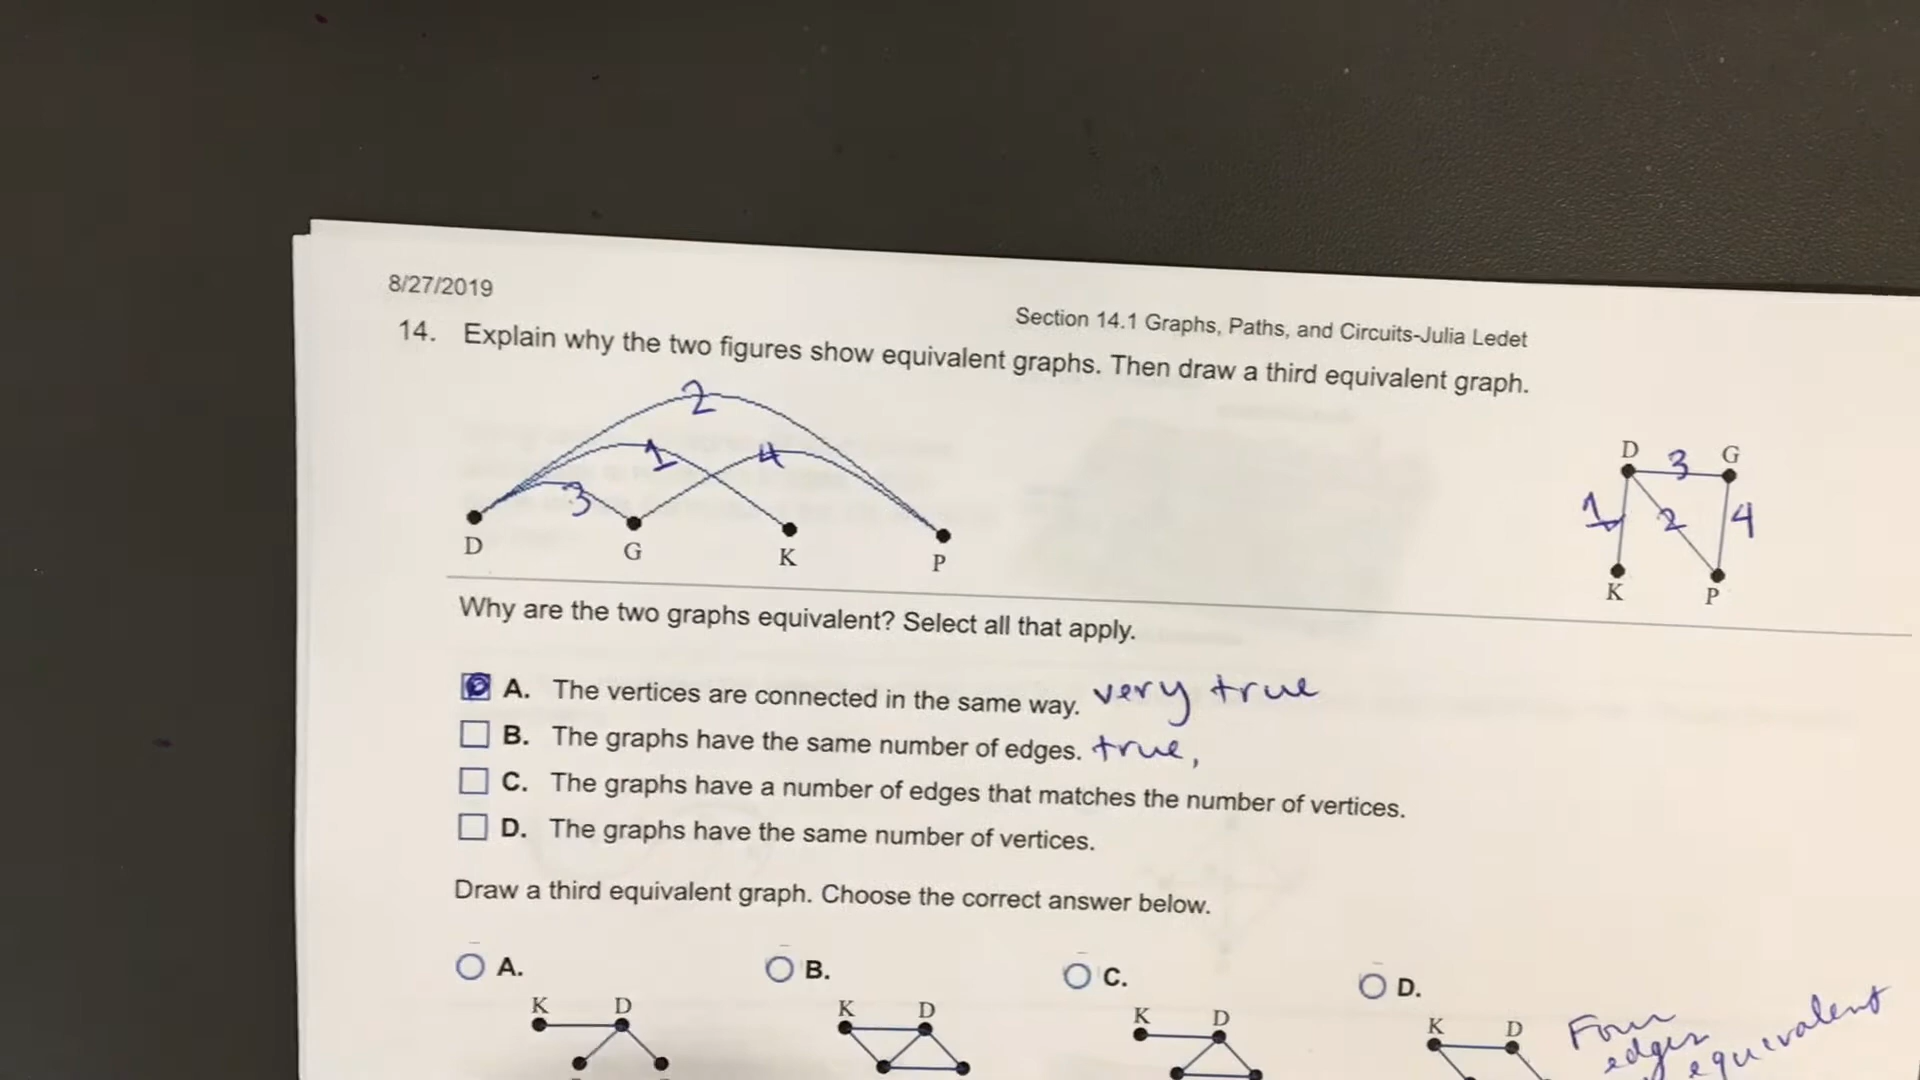 8/27/2019
Section 14.1 Graphs, Paths, and Circuits-Julia Ledet
14. Explain why the two figures show equivalent graphs. Then draw a third equivalent graph.
2
1
4
3
D
G
K
P
D
3
G
1
2
4
K
P
Why are the two graphs equivalent? Select all that apply.
A. The vertices are connected in the same way. very true
B. The graphs have the same number of edges. true,
C. The graphs have a number of edges that matches the number of vertices.
D. The graphs have the same number of vertices.
Draw a third equivalent graph. Choose the correct answer below.
A.
B.
C.
D.
K D
K D
K D
K D
Four
edges
equivalent